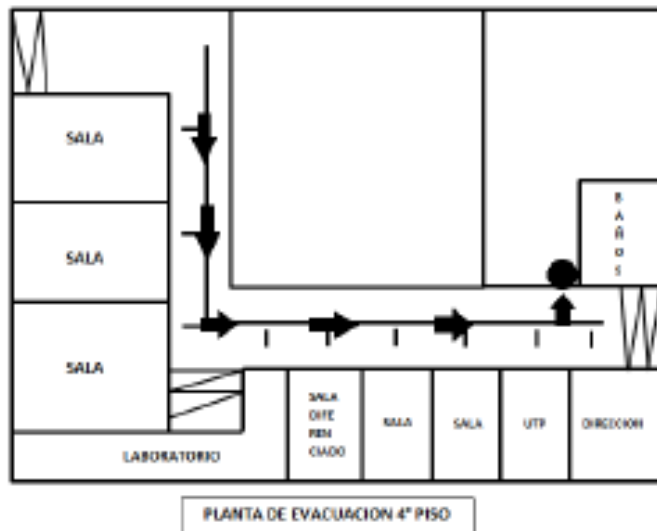 SALA
SALA
SALA
B
A
Ñ
O
S
SALA
DIFE
REN
CIADO
SALA
SALA
UTP
DIRECCION
LABORATORIO
PLANTA DE EVACUACION 4° PISO